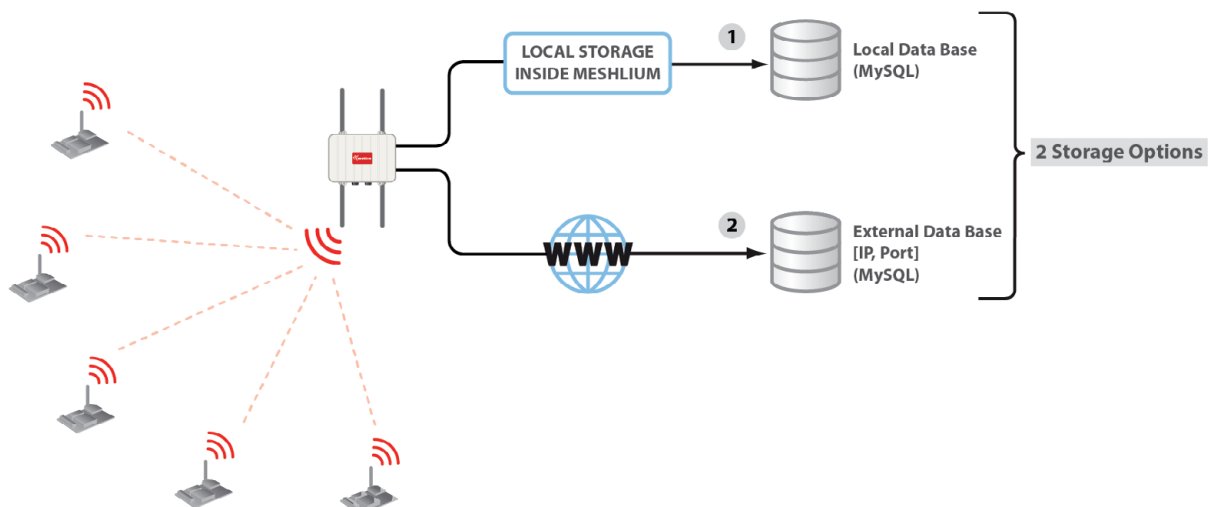 1
LOCAL STORAGE
INSIDE MESHLIUM
Local Data Base
(MySQL)
2 Storage Options
2
WWW
External Data Base
[IP, Port]
(MySQL)